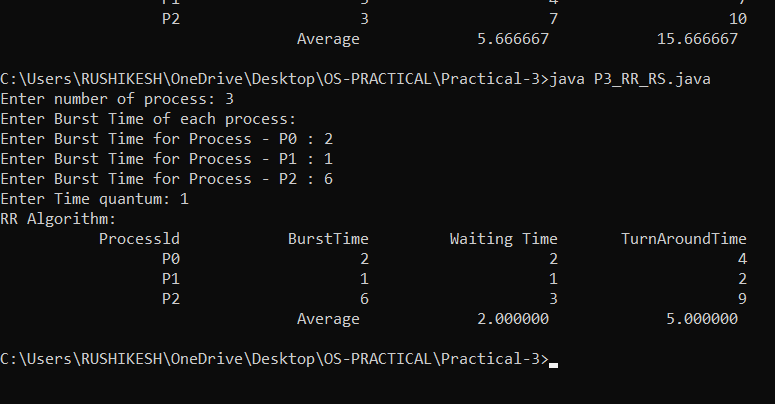 P2 3 7 10
Average 5.666667 15.666667
C:\Users\RUSHIKESH\OneDrive\Desktop\OS-PRACTICAL\Practical-3>java P3_RR_RS.java
Enter number of process: 3
Enter Burst Time of each process:
Enter Burst Time for Process - P0 : 2
Enter Burst Time for Process - P1 : 1
Enter Burst Time for Process - P2 : 6
Enter Time quantum: 1
RR Algorithm:
ProcessId BurstTime Waiting Time TurnAroundTime
P0 2 2 4
P1 1 1 2
P2 6 3 9
Average 2.000000 5.000000
C:\Users\RUSHIKESH\OneDrive\Desktop\OS-PRACTICAL\Practical-3>